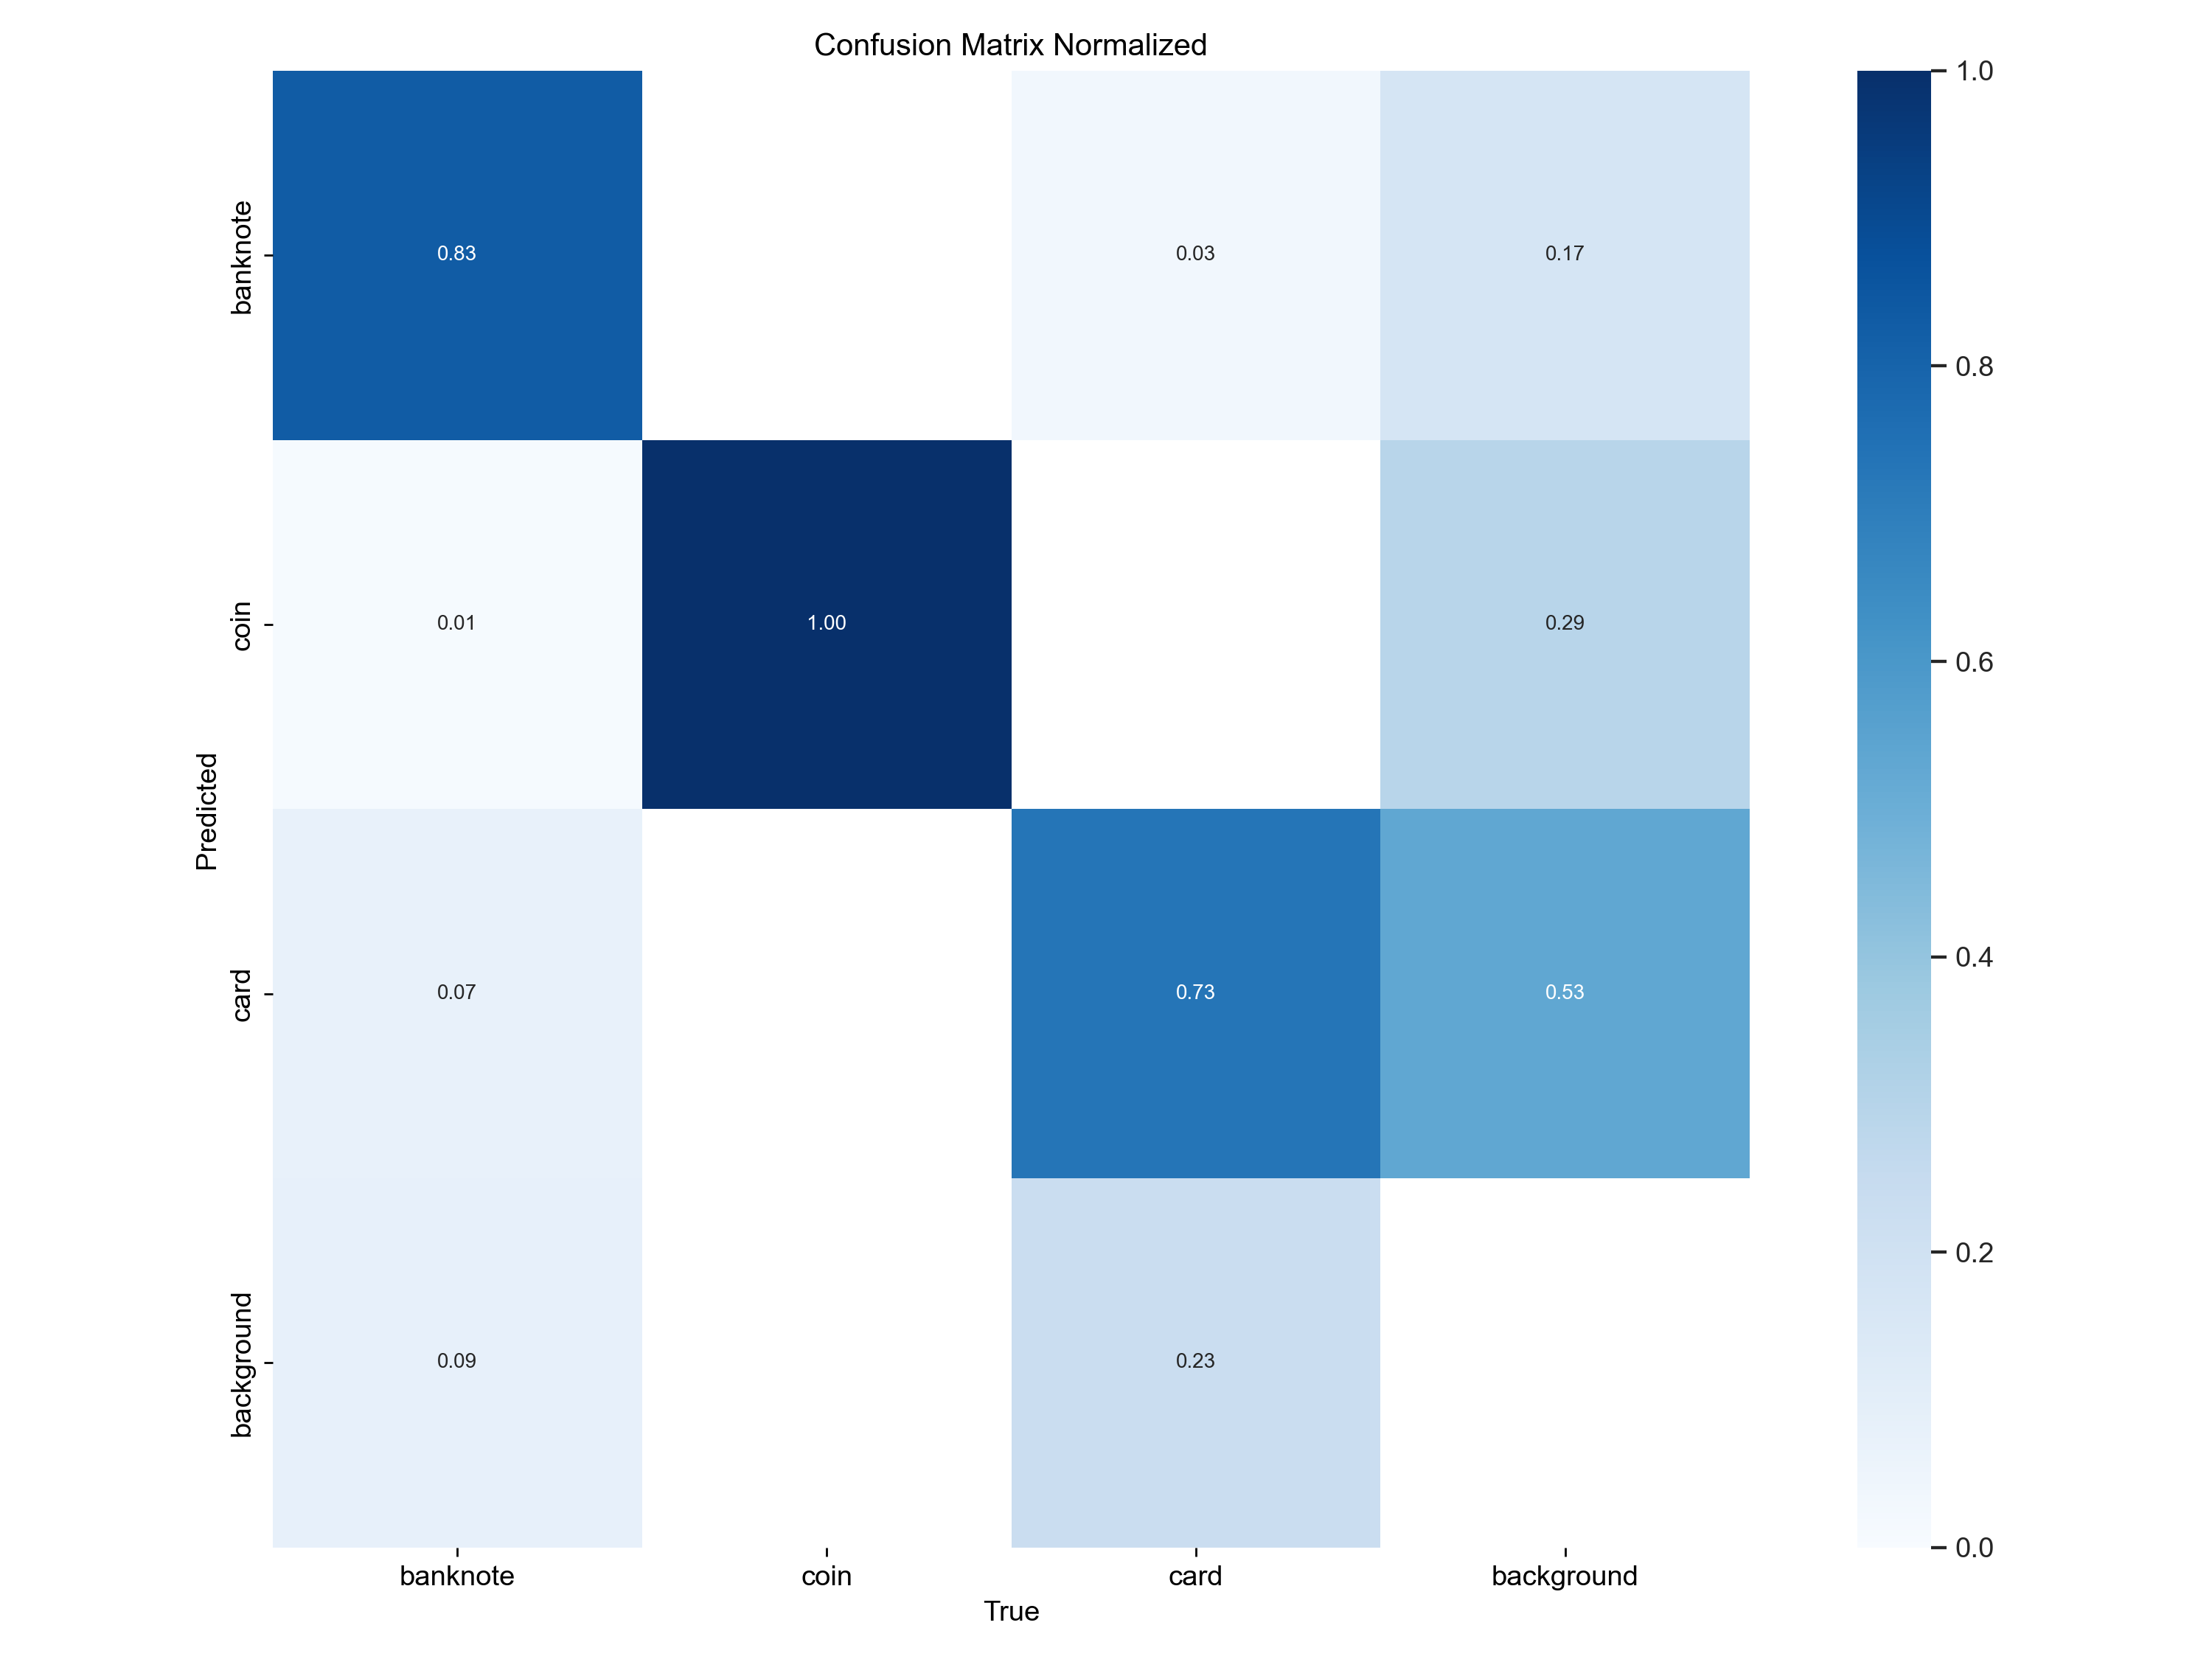 Confusion Matrix Normalized
1.0
banknote
0.83
0.03
0.17
0.8
coin
0.01
1.00
0.29
0.6
Predicted
card
0.07
0.73
0.53
0.4
background
0.09
0.23
0.2
0.0
banknote
coin
card
background
True